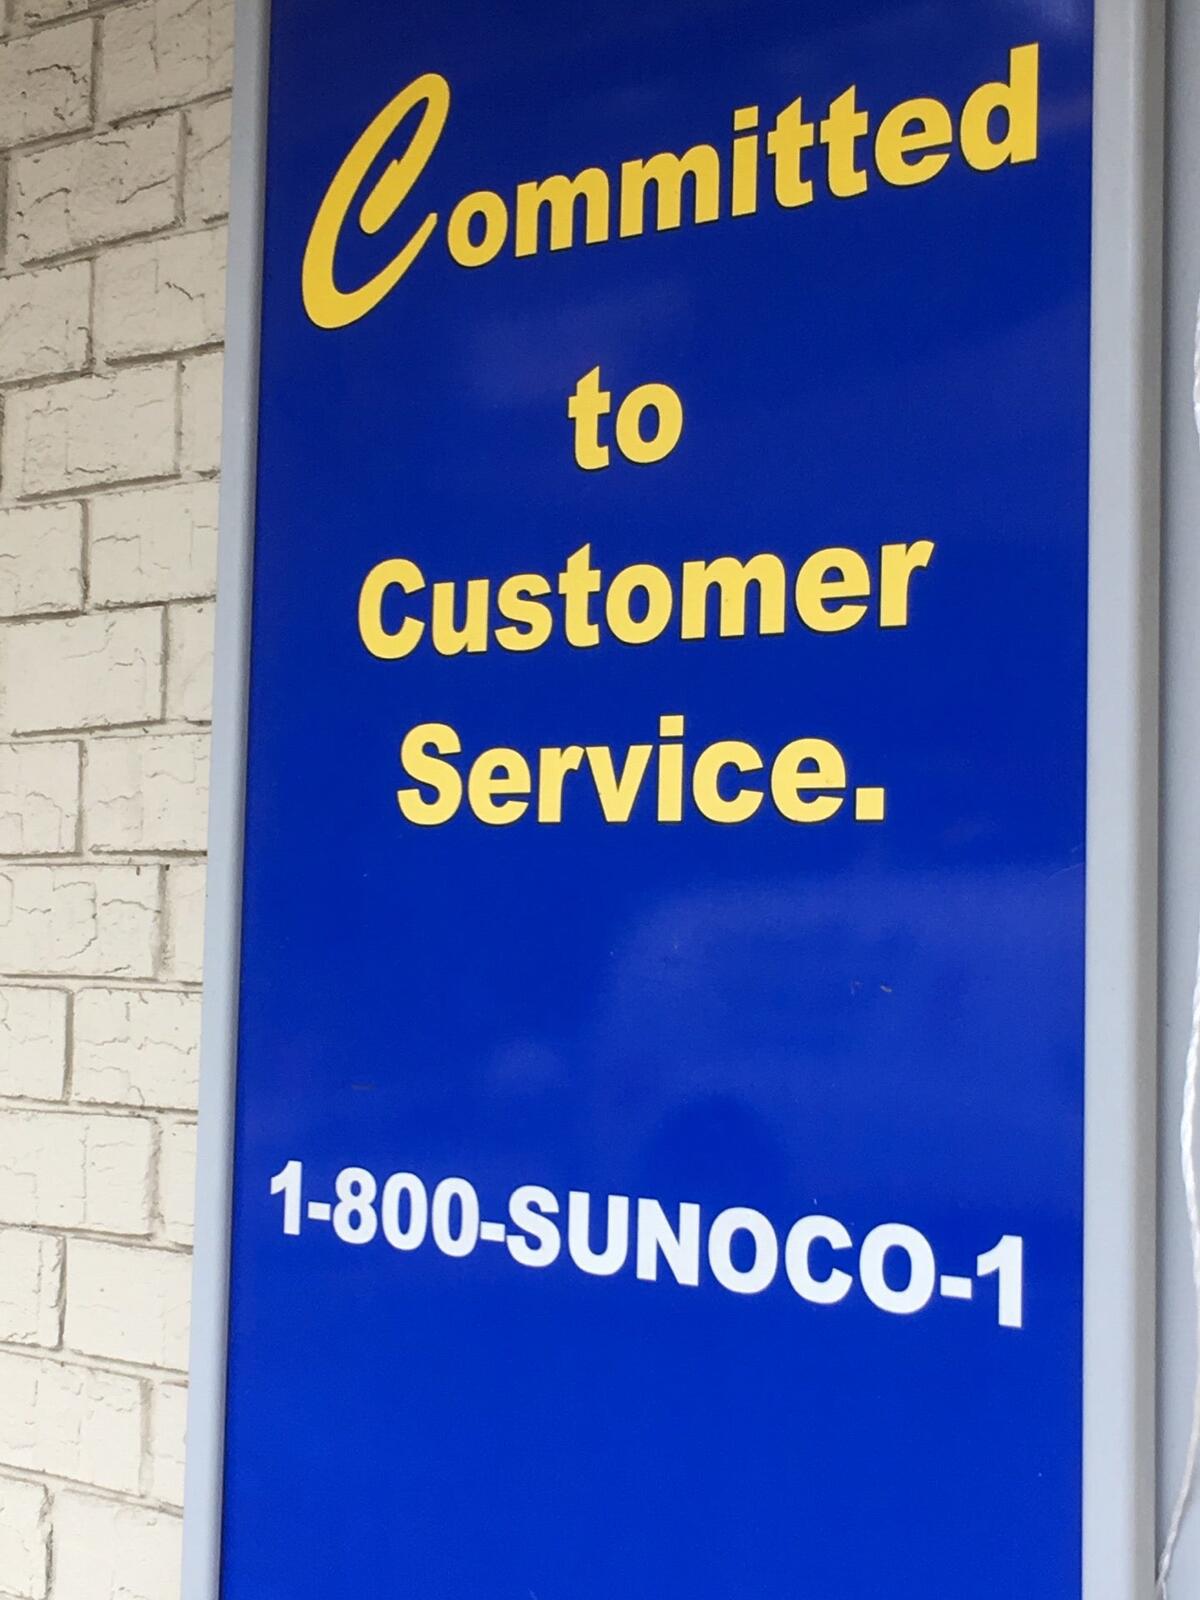 Committed
to
Customer
Service.
1-800-SUNOCO-1